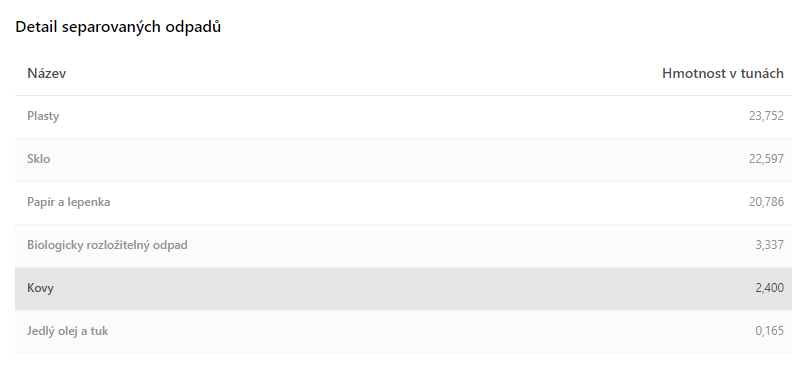 Detail separovaných odpadů
Název Hmotnost v tunách
Plasty 23,752
Sklo 22,597
Papír a lepenka 20,786
Biologicky rozložitelný odpad 3,337
Kovy 2,400
Jedlý olej a tuk 0,165